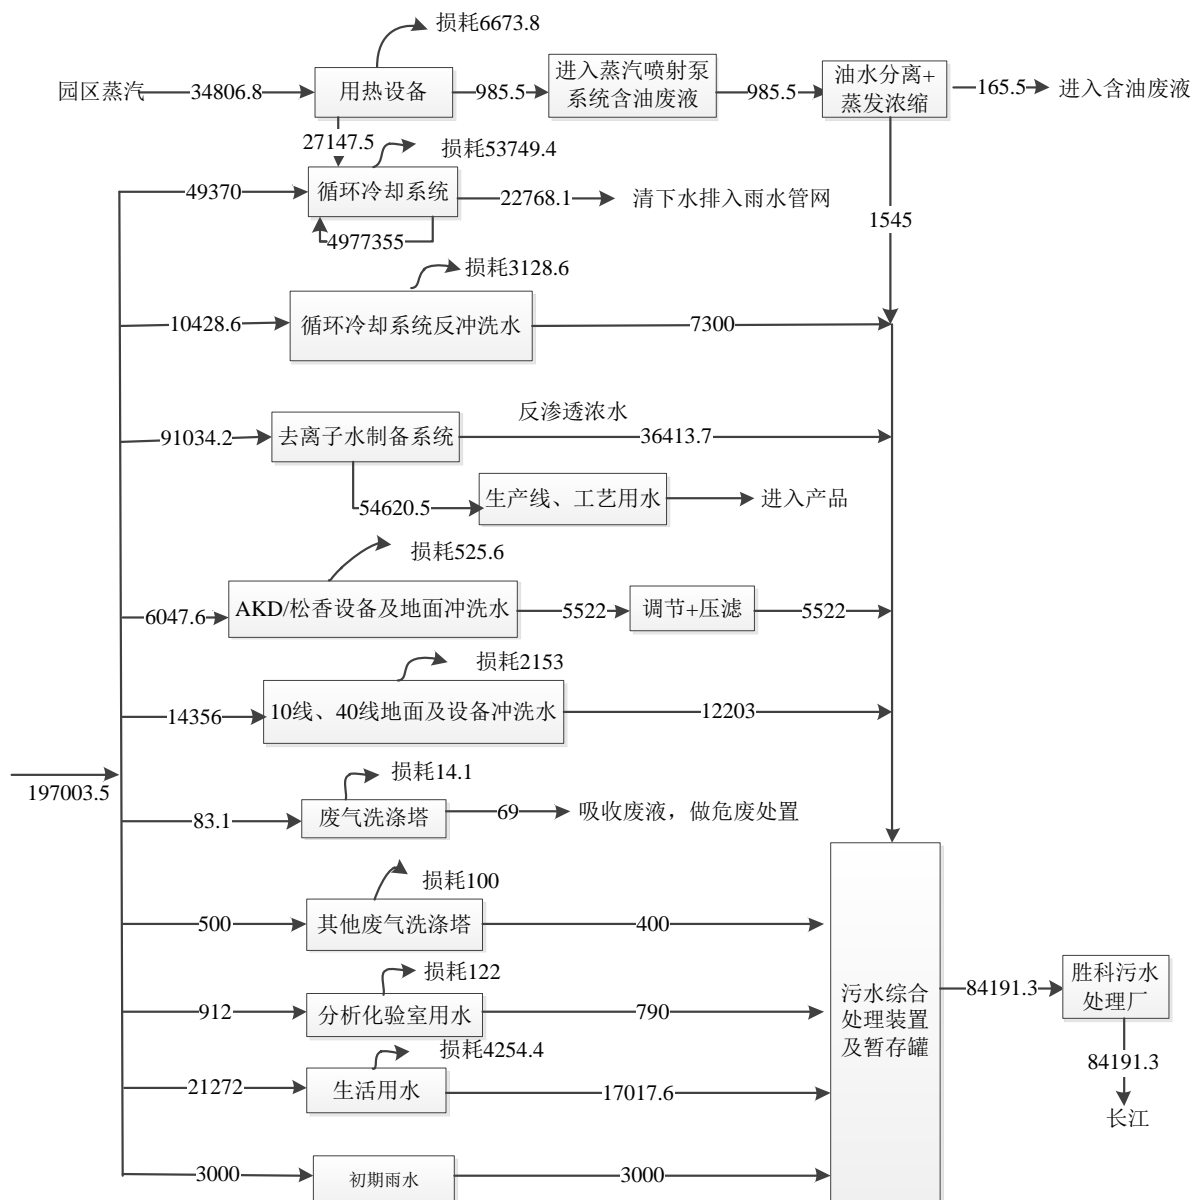 损耗6673.8
园区蒸汽
34806.8
用热设备
985.5
进入蒸汽喷射泵
系统含油废液
985.5
油水分离+
蒸发浓缩
165.5
进入含油废液
27147.5
损耗53749.4
49370
循环冷却系统
22768.1
清下水排入雨水管网
4977355
1545
损耗3128.6
10428.6
循环冷却系统反冲洗水
7300
91034.2
去离子水制备系统
反渗透浓水
36413.7
54620.5
生产线、工艺用水
进入产品
损耗525.6
6047.6
AKD/松香设备及地面冲洗水
5522
调节+压滤
5522
损耗2153
14356
10线、40线地面及设备冲洗水
12203
197003.5
损耗14.1
83.1
废气洗涤塔
69
吸收废液，做危废处置
损耗100
500
其他废气洗涤塔
400
损耗122
912
分析化验室用水
790
损耗4254.4
21272
生活用水
17017.6
3000
初期雨水
3000
污水综合
处理装置
及暂存罐
84191.3
胜科污水
处理厂
84191.3
长江